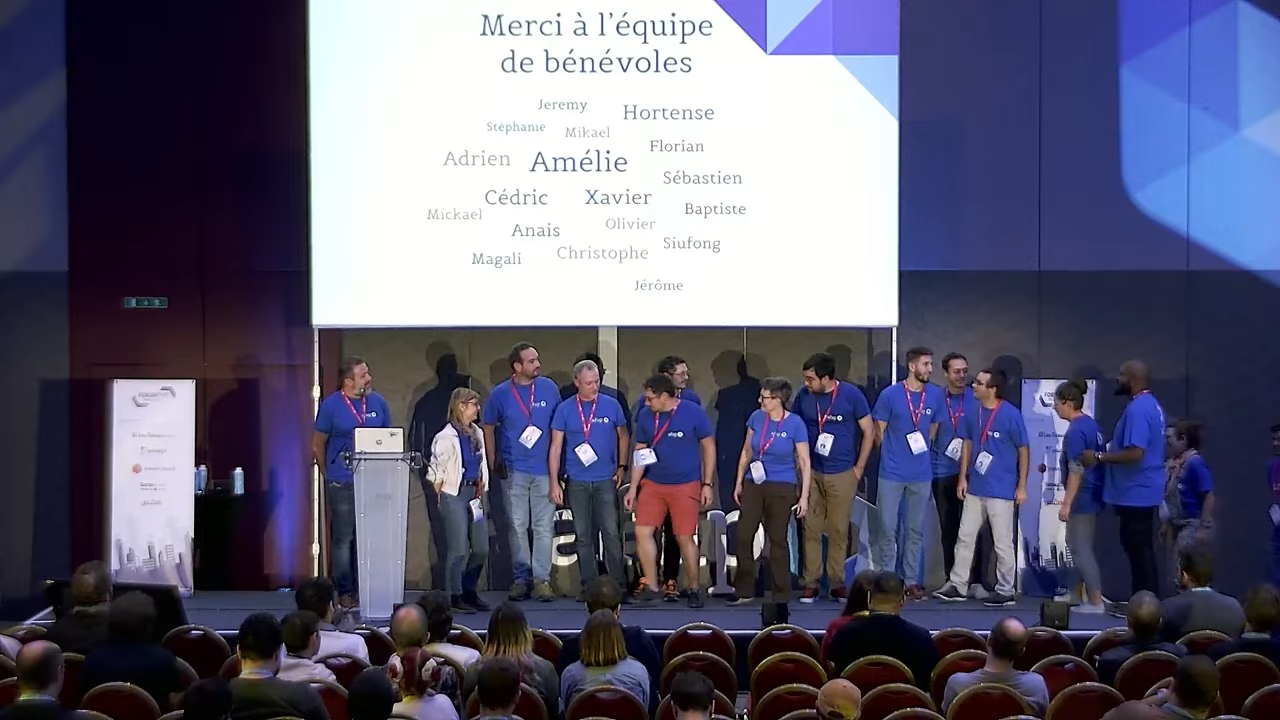 Merci à l'équipe
de bénévoles
Jeremy
Hortense
Stéphanie
Mikael
Florian
Adrien
Amélie
Sébastien
Cédric
Xavier
Baptiste
Mickael
Olivier
Anais
Siufong
Christophe
Magali
Jérôme